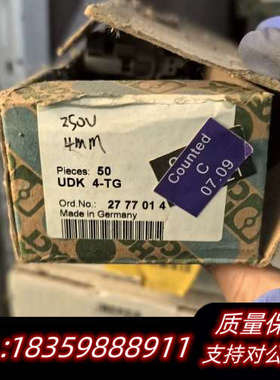 250V
4mm
Pieces: 50
UDK 4-TG
Ord.No.: 27 77 01 4
Made in Germany
Counted
C
07.09
质量保
:18359888911
支持对公